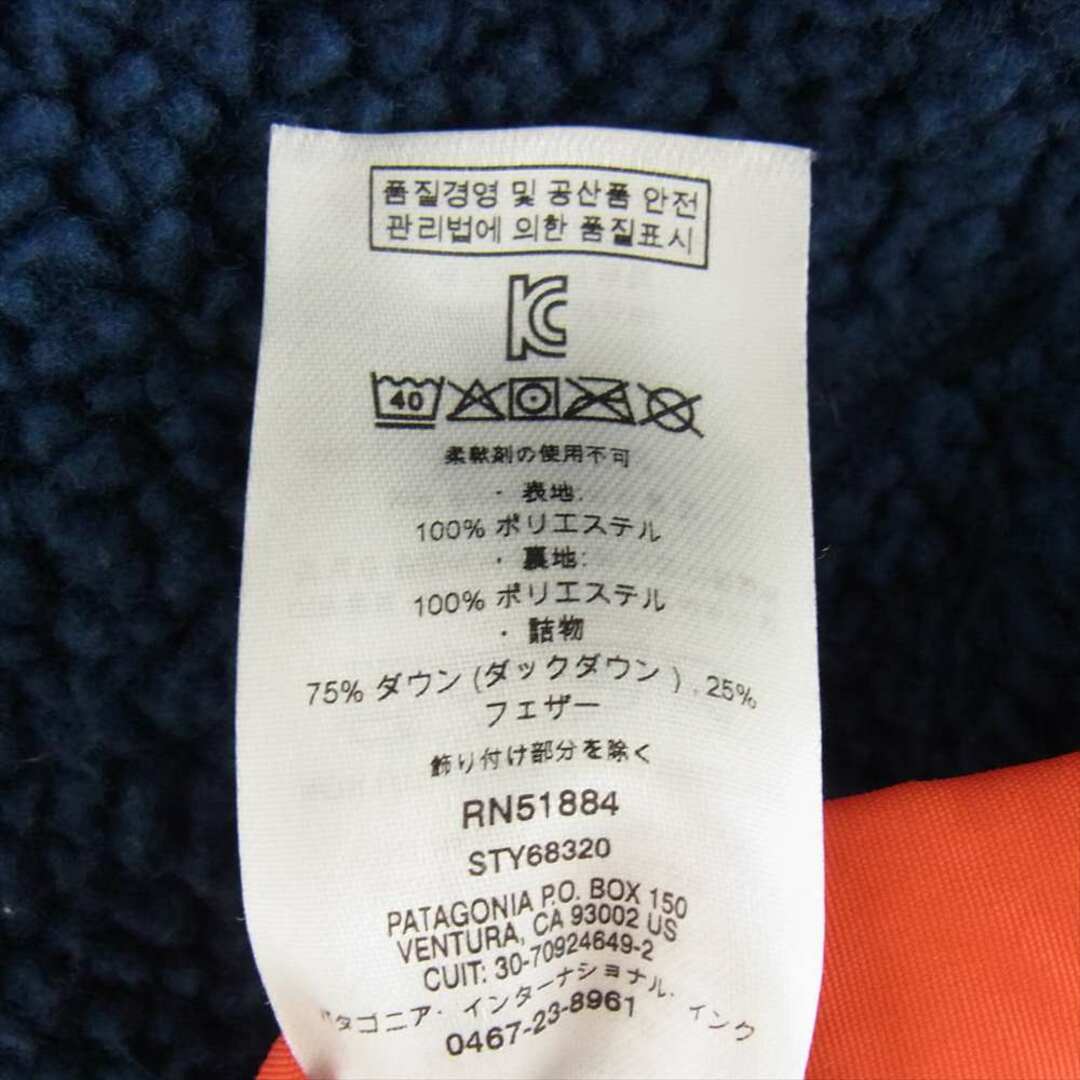 품질경영 및 공산품 안전
관리법에 의한 품질표시
KC
40
柔軟剤の使用不可
・表地:
100% ポリエステル
・裏地:
100% ポリエステル
・詰物
75% ダウン (ダックダウン ) , 25%
フェザー
飾り付け部分を除く
RN51884
STY68320
PATAGONIA P.O. BOX 150
VENTURA, CA 93002 US
CUIT: 30-70924649-2
パタゴニア・インターナショナル・インク
0467-23-8961